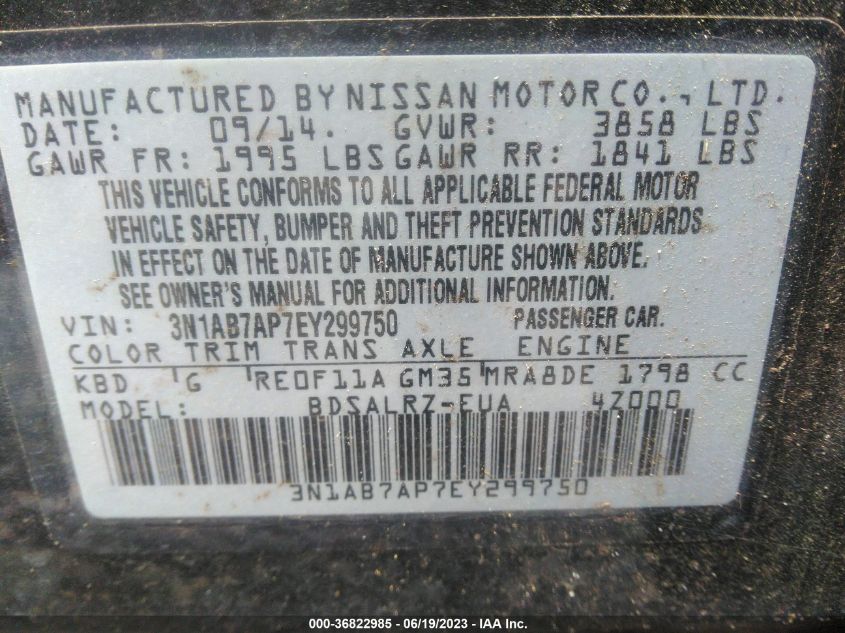 MANUFACTURED BY NISSAN MOTOR CO., LTD.
DATE: 09/14. GVWR: 3858 LBS
GAWR FR: 1995 LBS GAWR RR: 1841 LBS
THIS VEHICLE CONFORMS TO ALL APPLICABLE FEDERAL MOTOR
VEHICLE SAFETY, BUMPER AND THEFT PREVENTION STANDARDS
IN EFFECT ON THE DATE OF MANUFACTURE SHOWN ABOVE.
SEE OWNER'S MANUAL FOR ADDITIONAL INFORMATION.
VIN: 3N1AB7AP7EY299750 PASSENGER CAR.
COLOR TRIM TRANS AXLE ENGINE
KBD G RE0F11A GM35 MRA8DE 1798 CC
MODEL: BDSALRZ-EUA 4Z000
3N1AB7AP7EY299750
000-36822985 - 06/19/2023 - IAA Inc.